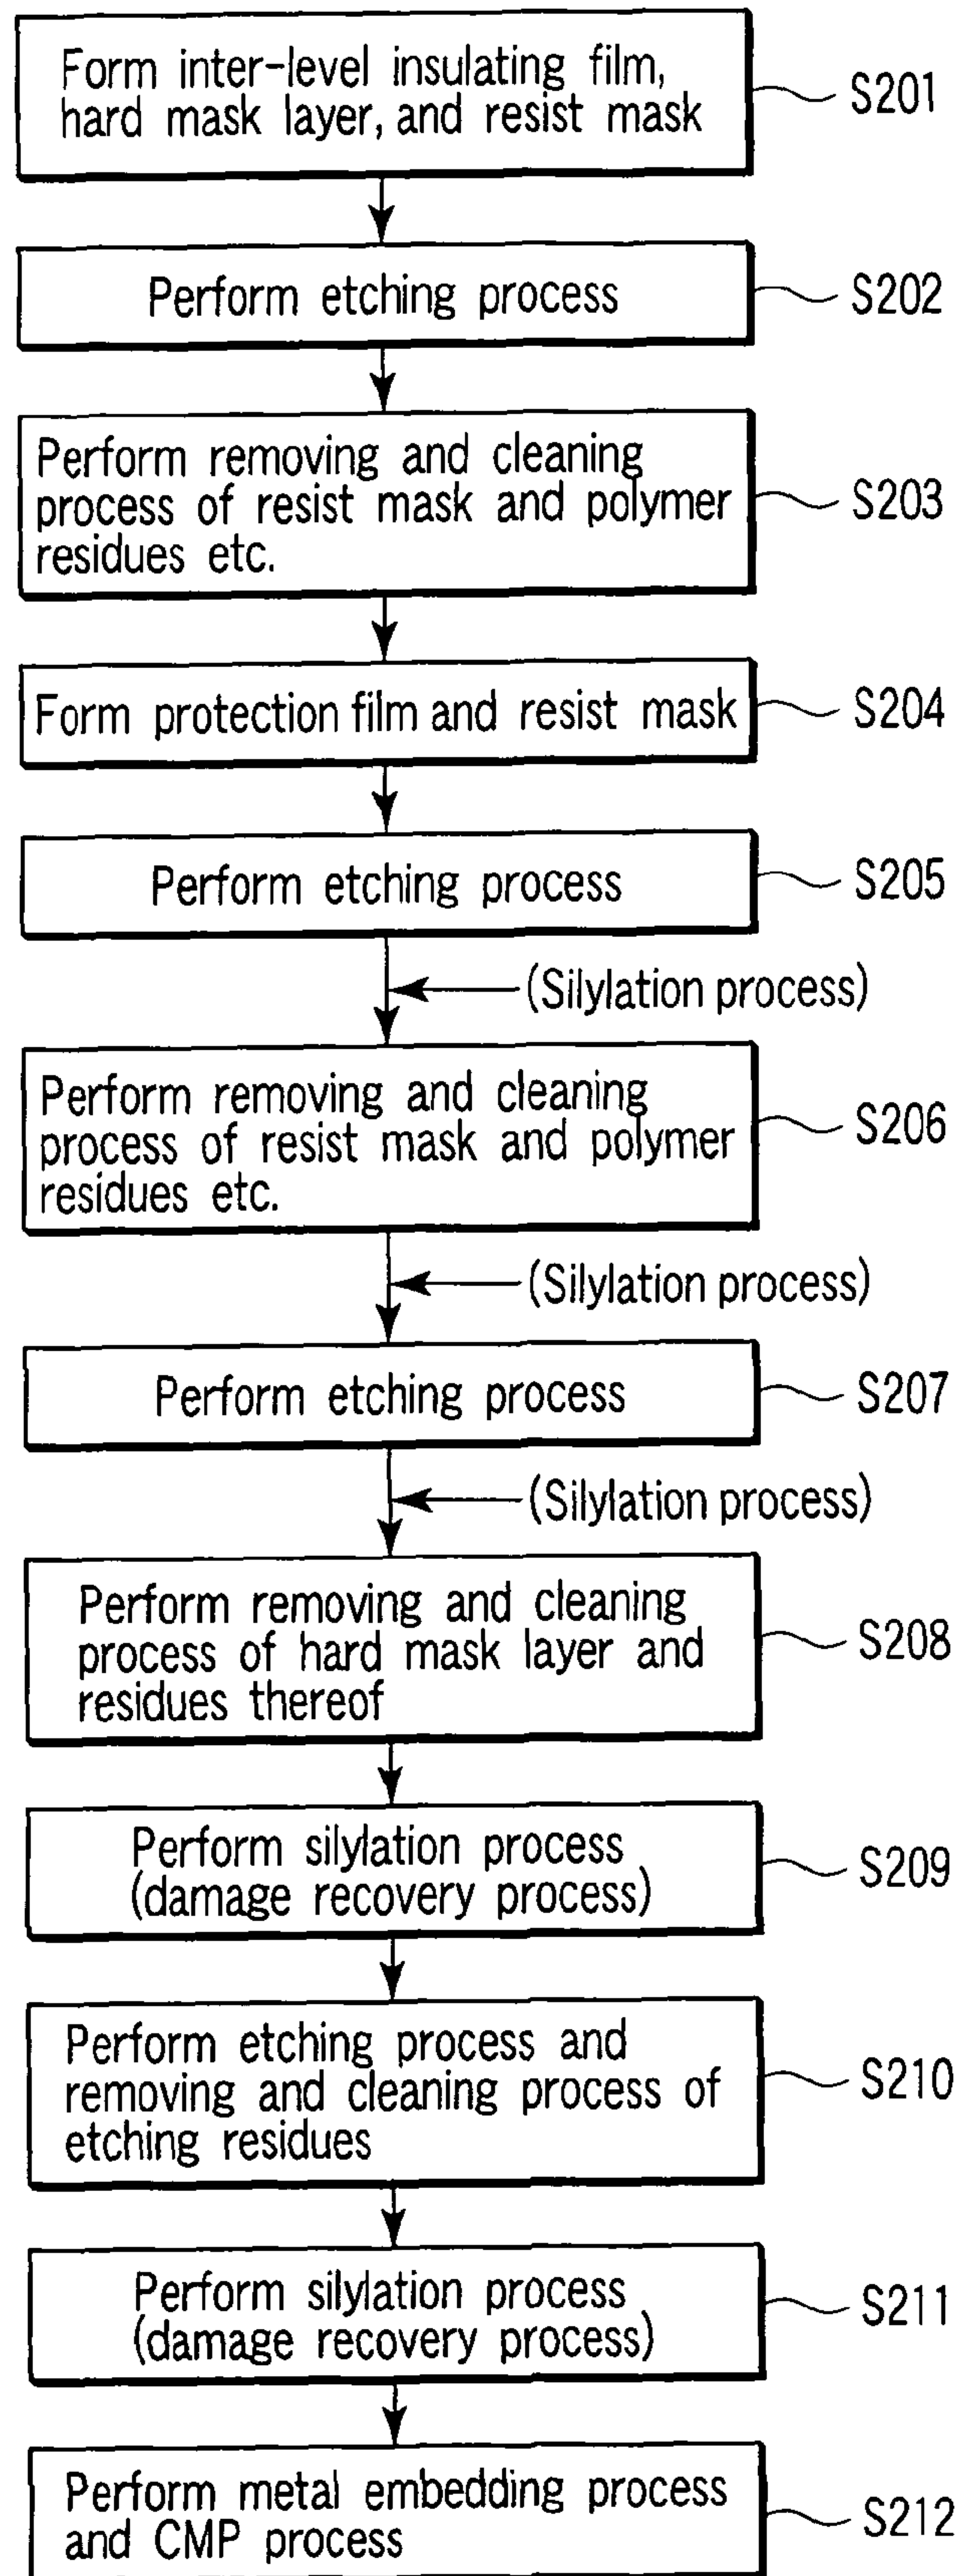 Form inter-level insulating film,
hard mask layer, and resist mask
S201
Perform etching process
S202
Perform removing and cleaning
process of resist mask and polymer
residues etc.
S203
Form protection film and resist mask
S204
Perform etching process
S205
(Silylation process)
Perform removing and cleaning
process of resist mask and polymer
residues etc.
S206
(Silylation process)
Perform etching process
S207
(Silylation process)
Perform removing and cleaning
process of hard mask layer and
residues thereof
S208
Perform silylation process
(damage recovery process)
S209
Perform etching process and
removing and cleaning process of
etching residues
S210
Perform silylation process
(damage recovery process)
S211
Perform metal embedding process
and CMP process
S212